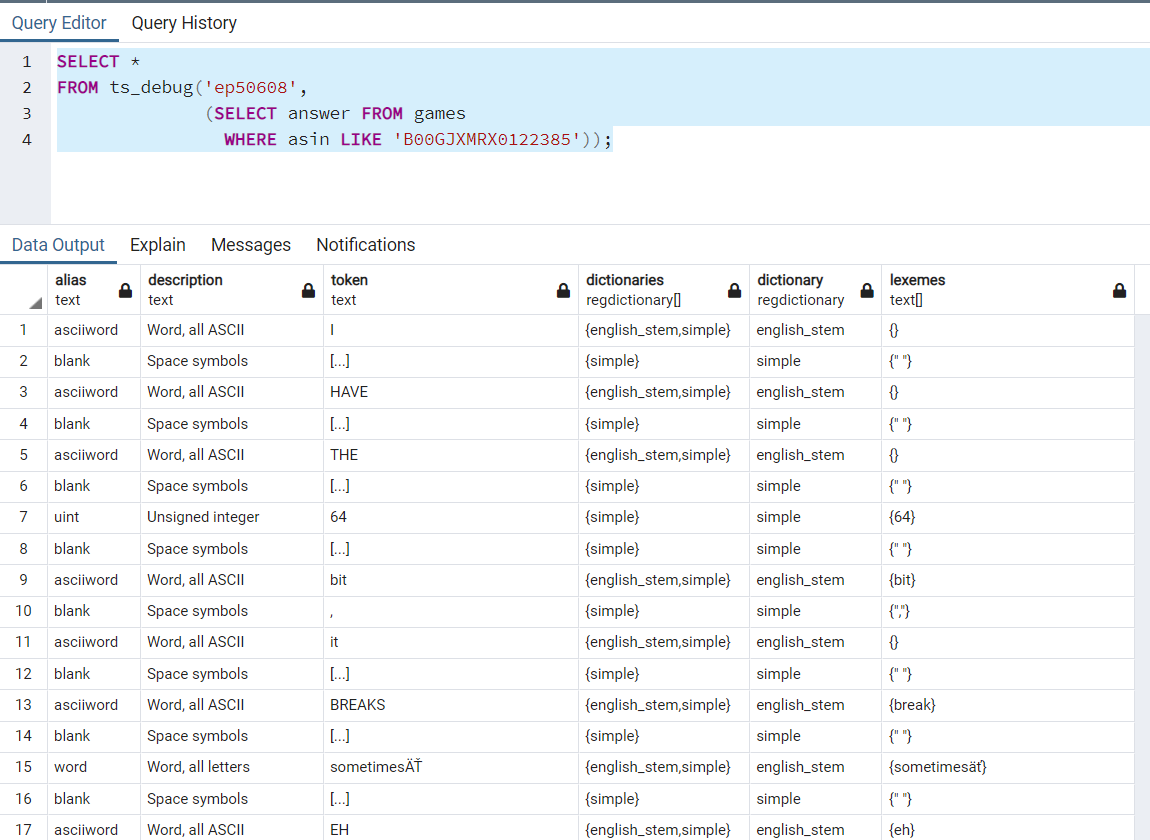 Query Editor Query History
1 SELECT *
2 FROM ts_debug('ep50608',
3 (SELECT answer FROM games
4 WHERE asin LIKE 'B00GJXMRX0122385'));
Data Output Explain Messages Notifications
alias description token dictionaries dictionary lexemes
text text text regdictionary[] regdictionary text[]
1 asciiword Word, all ASCII I {english_stem,simple} english_stem {}
2 blank Space symbols [...] {simple} simple {" "}
3 asciiword Word, all ASCII HAVE {english_stem,simple} english_stem {}
4 blank Space symbols [...] {simple} simple {" "}
5 asciiword Word, all ASCII THE {english_stem,simple} english_stem {}
6 blank Space symbols [...] {simple} simple {" "}
7 uint Unsigned integer 64 {simple} simple {64}
8 blank Space symbols [...] {simple} simple {" "}
9 asciiword Word, all ASCII bit {english_stem,simple} english_stem {bit}
10 blank Space symbols , {simple} simple {","}
11 asciiword Word, all ASCII it {english_stem,simple} english_stem {}
12 blank Space symbols [...] {simple} simple {" "}
13 asciiword Word, all ASCII BREAKS {english_stem,simple} english_stem {break}
14 blank Space symbols [...] {simple} simple {" "}
15 word Word, all letters sometimesÄŤ {english_stem,simple} english_stem {sometimesäť}
16 blank Space symbols [...] {simple} simple {" "}
17 asciiword Word, all ASCII EH {english_stem,simple} english_stem {eh}